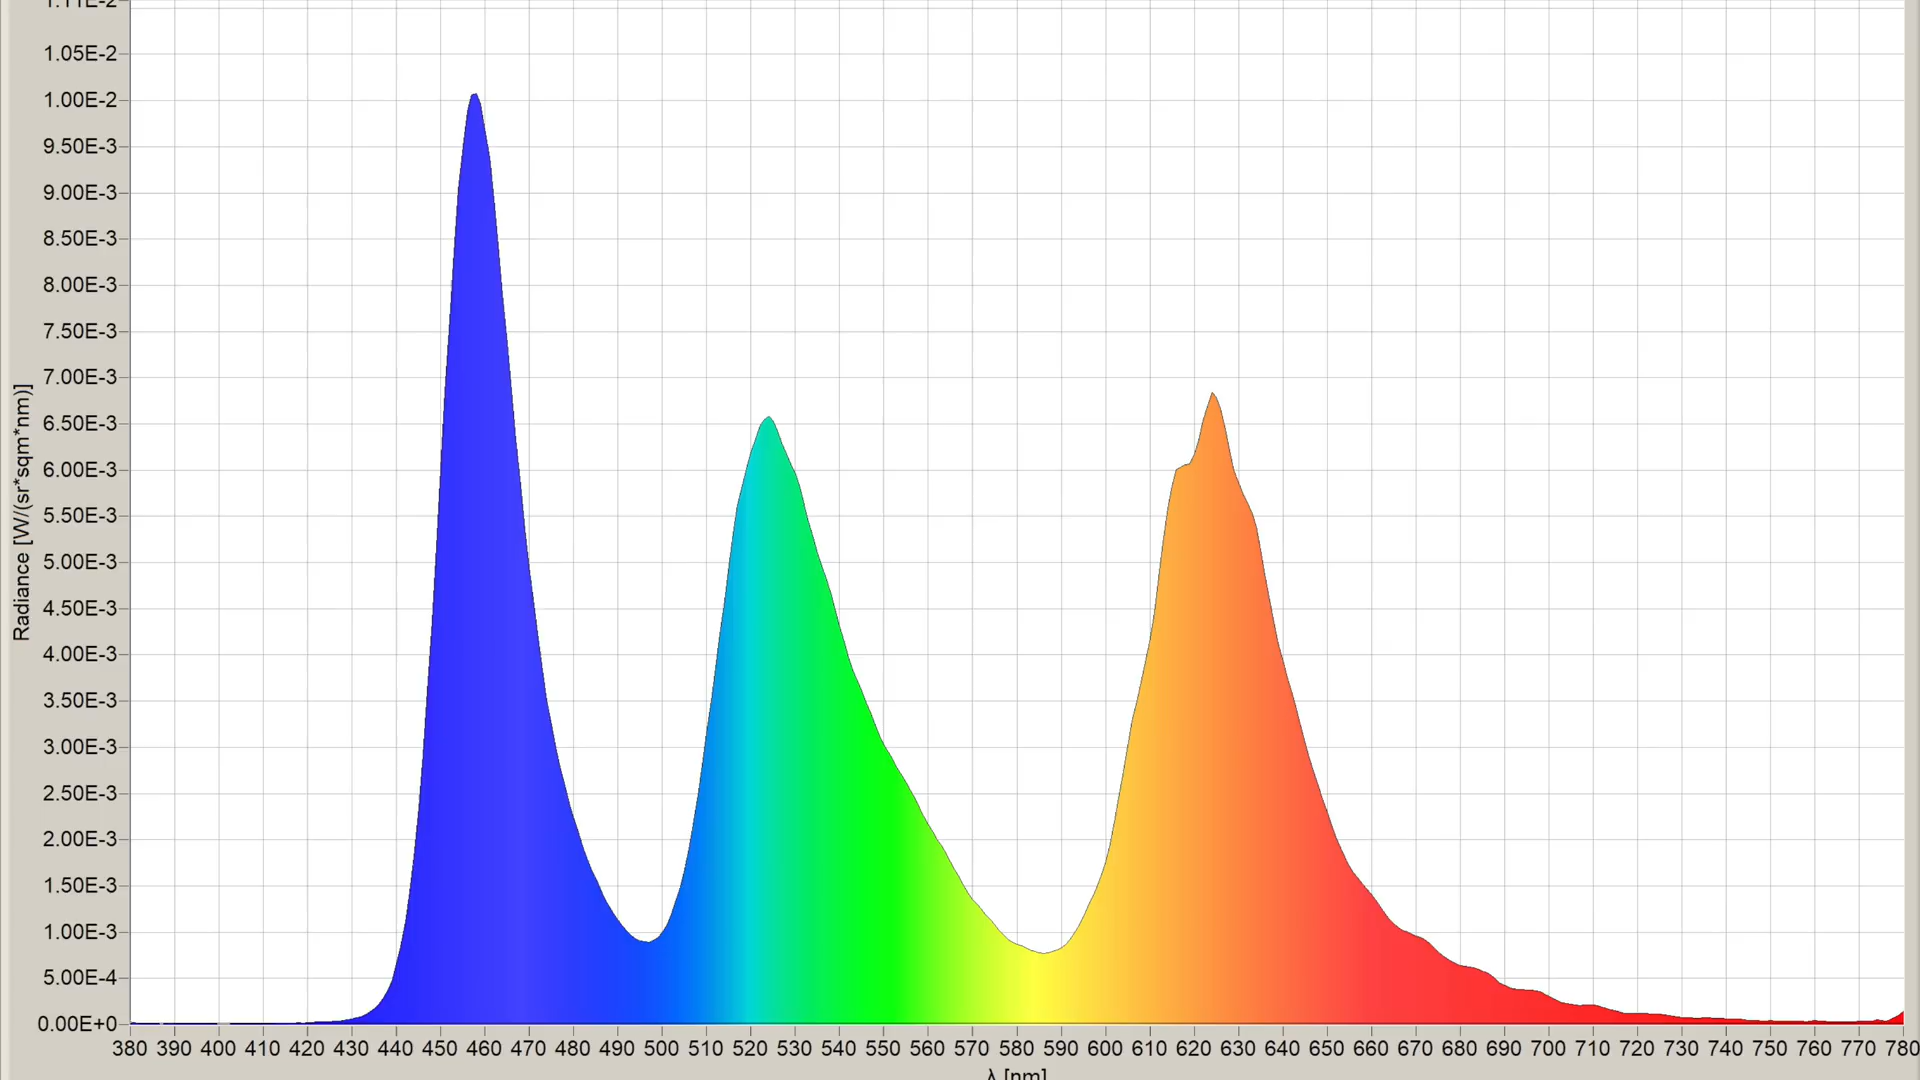 1.11E-2
1.05E-2
1.00E-2
9.50E-3
9.00E-3
8.50E-3
8.00E-3
7.50E-3
7.00E-3
6.50E-3
6.00E-3
5.50E-3
5.00E-3
4.50E-3
4.00E-3
3.50E-3
3.00E-3
2.50E-3
2.00E-3
1.50E-3
1.00E-3
5.00E-4
0.00E+0
Radiance [W/(sr*sqm*nm)]
380 390 400 410 420 430 440 450 460 470 480 490 500 510 520 530 540 550 560 570 580 590 600 610 620 630 640 650 660 670 680 690 700 710 720 730 740 750 760 770 780
λ [nm]